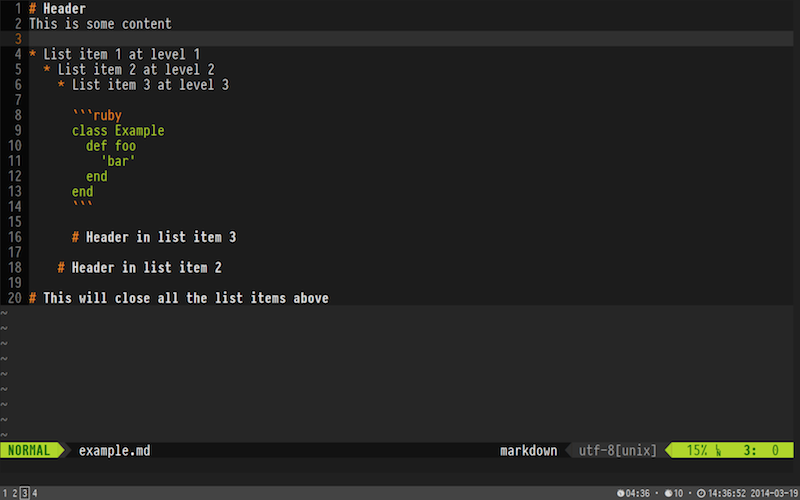 1 # Header
2 This is some content
3
4 * List item 1 at level 1
5   * List item 2 at level 2
6     * List item 3 at level 3
7
8       ```ruby
9       class Example
10        def foo
11          'bar'
12        end
13      end
14      ```
15
16      # Header in list item 3
17
18    # Header in list item 2
19
20 # This will close all the list items above
~
~
~
~
~
~
~
~
~
NORMAL example.md markdown utf-8[unix] 15% ␤ 3: 0
1 2 3 4 04:36 · 10 · 14:36:52 2014-03-19